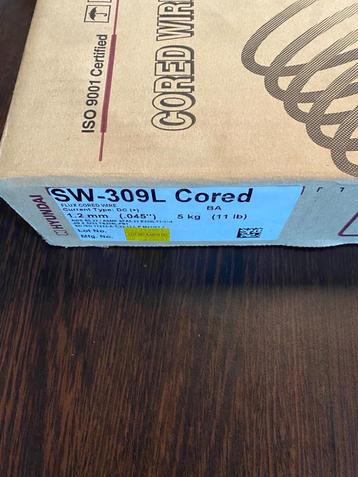 ISO 9001 Certified
CORED WIRE
HYUNDAI
SW-309L Cored
FLUX CORED WIRE BA
Current Type: DC (+)
1.2 mm (.045") 5 kg (11 lb)
Lot No.
Mfg. No.